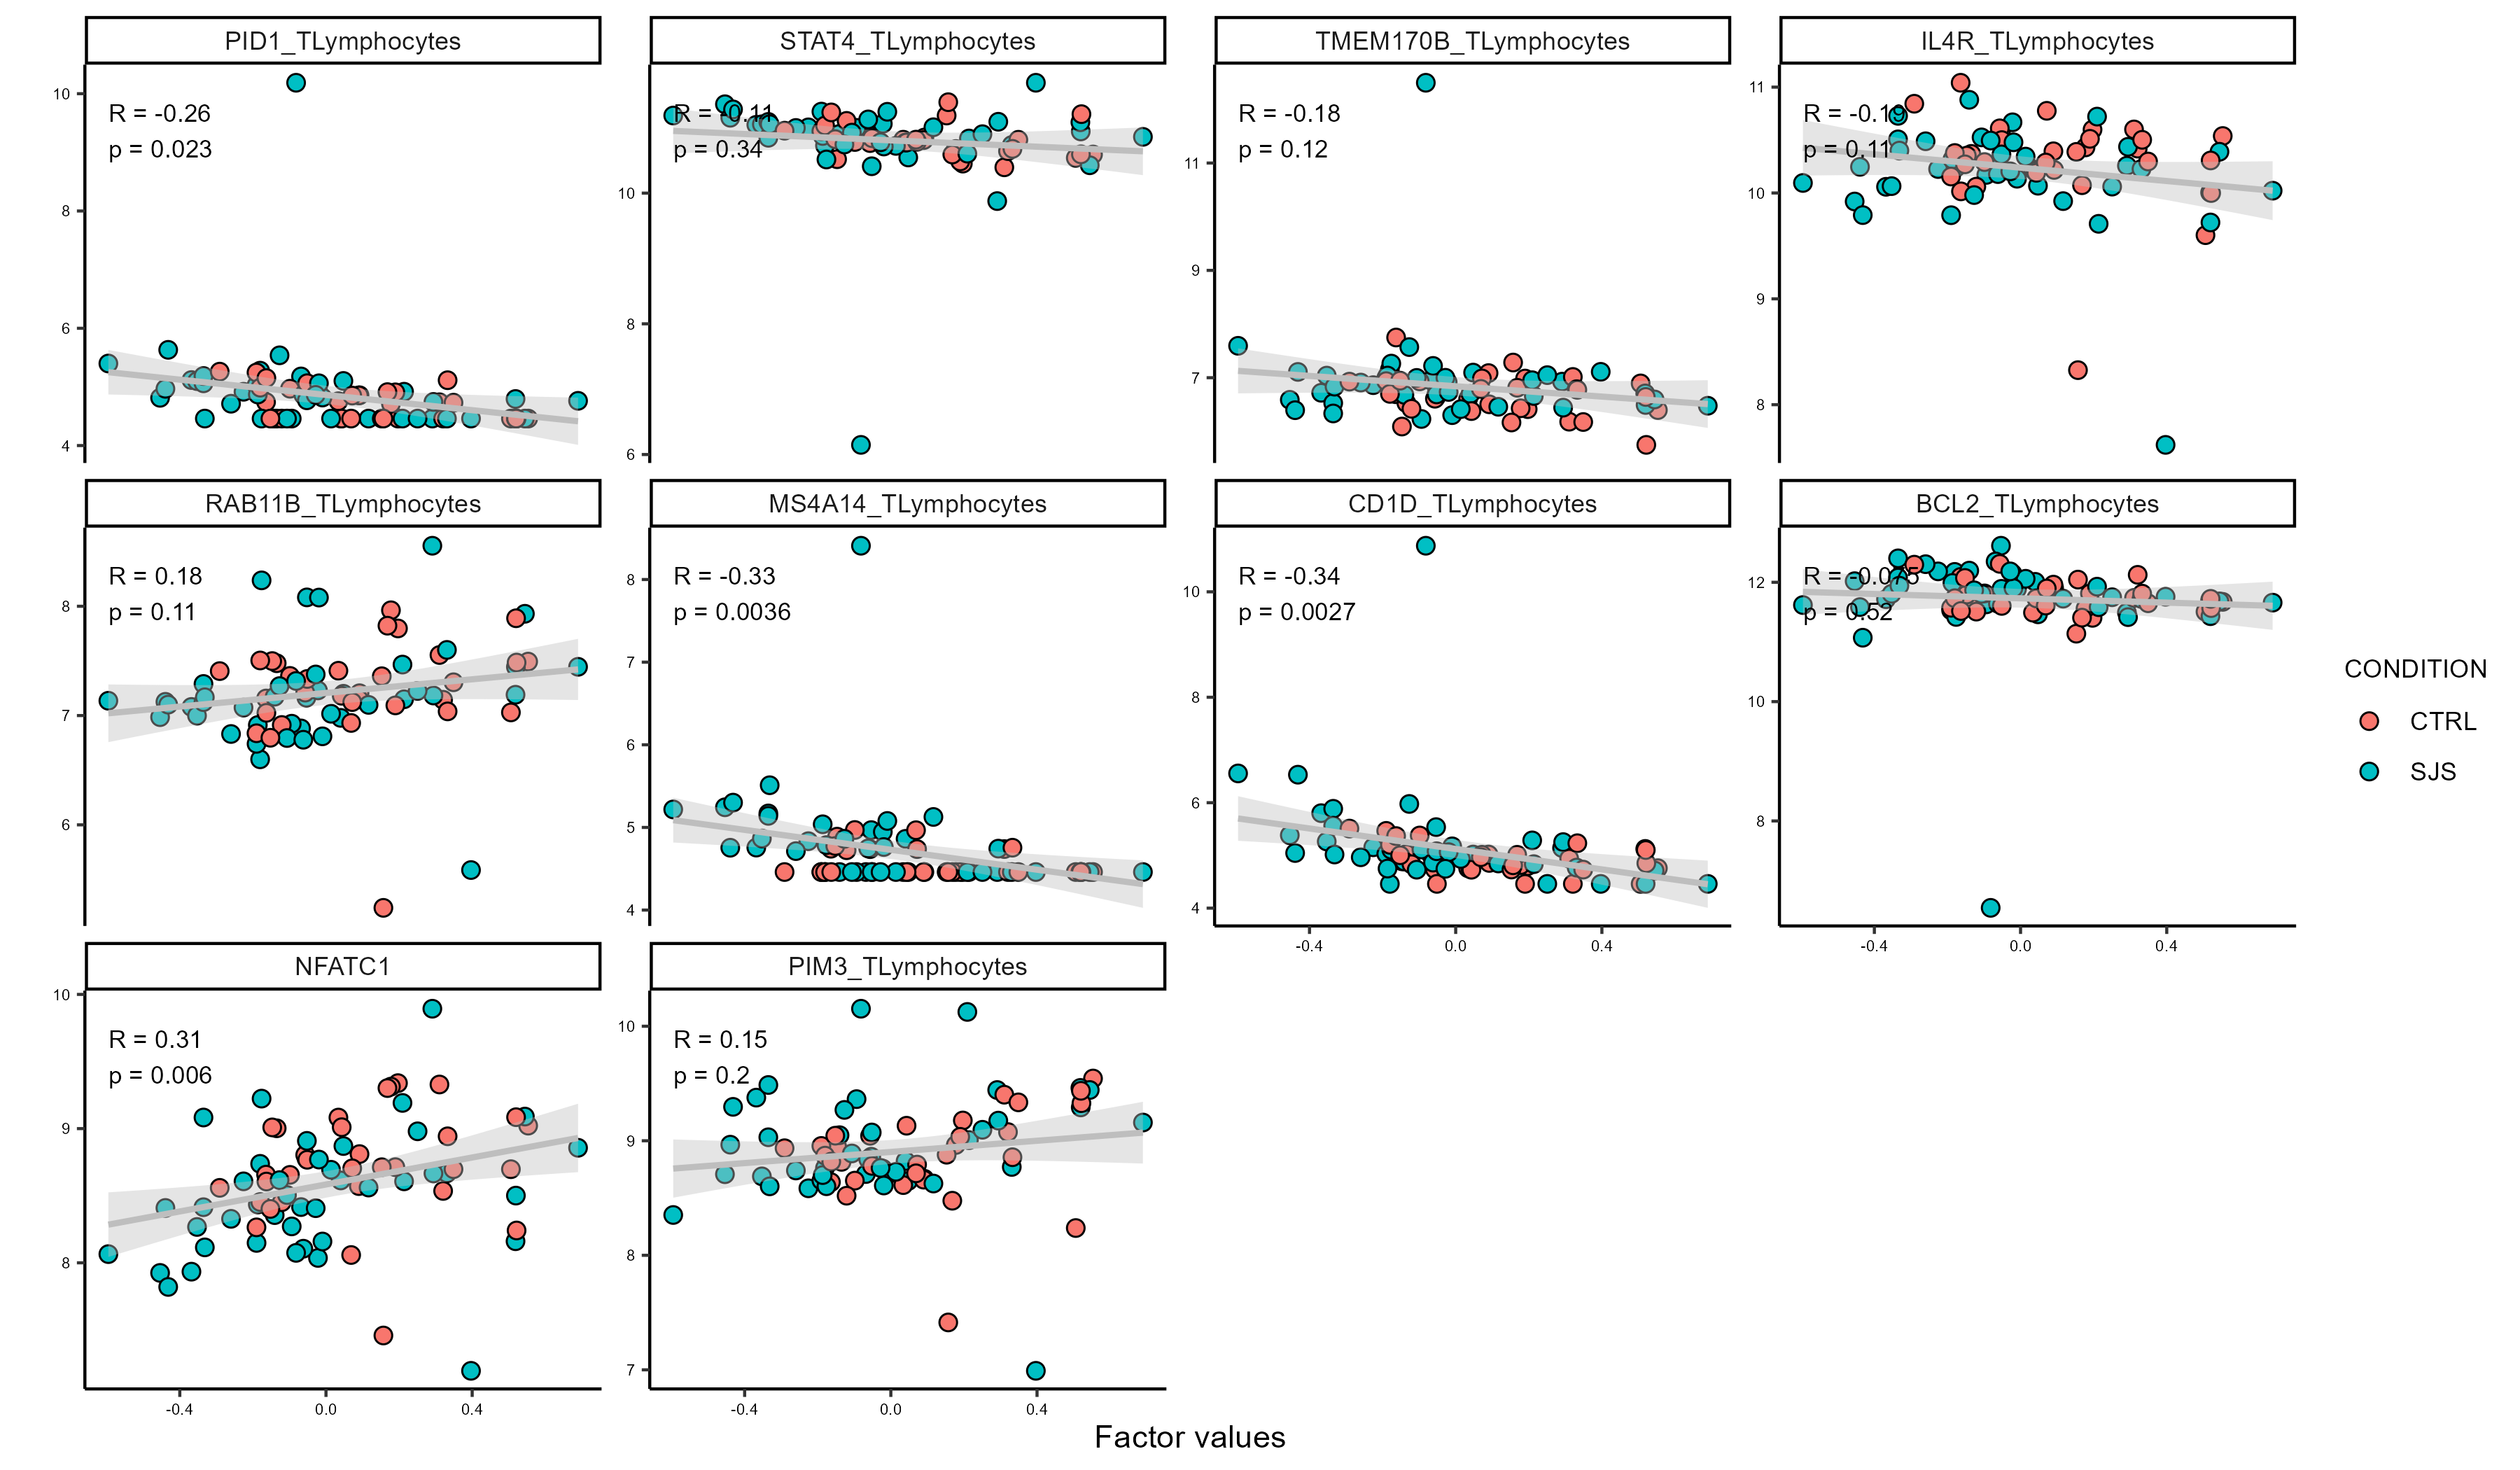 PID1_TLymphocytes
R = -0.26
p = 0.023
10
8
6
4
STAT4_TLymphocytes
R = -0.11
p = 0.34
10
8
6
TMEM170B_TLymphocytes
R = -0.18
p = 0.12
11
9
7
IL4R_TLymphocytes
R = -0.19
p = 0.11
11
10
9
8
RAB11B_TLymphocytes
R = 0.18
p = 0.11
8
7
6
MS4A14_TLymphocytes
R = -0.33
p = 0.0036
8
7
6
5
4
CD1D_TLymphocytes
R = -0.34
p = 0.0027
10
8
6
4
-0.4 0.0 0.4
BCL2_TLymphocytes
R = -0.075
p = 0.52
12
10
8
-0.4 0.0 0.4
NFATC1
R = 0.31
p = 0.006
10
9
8
-0.4 0.0 0.4
PIM3_TLymphocytes
R = 0.15
p = 0.2
10
9
8
7
-0.4 0.0 0.4
Factor values
CONDITION
CTRL
SJS